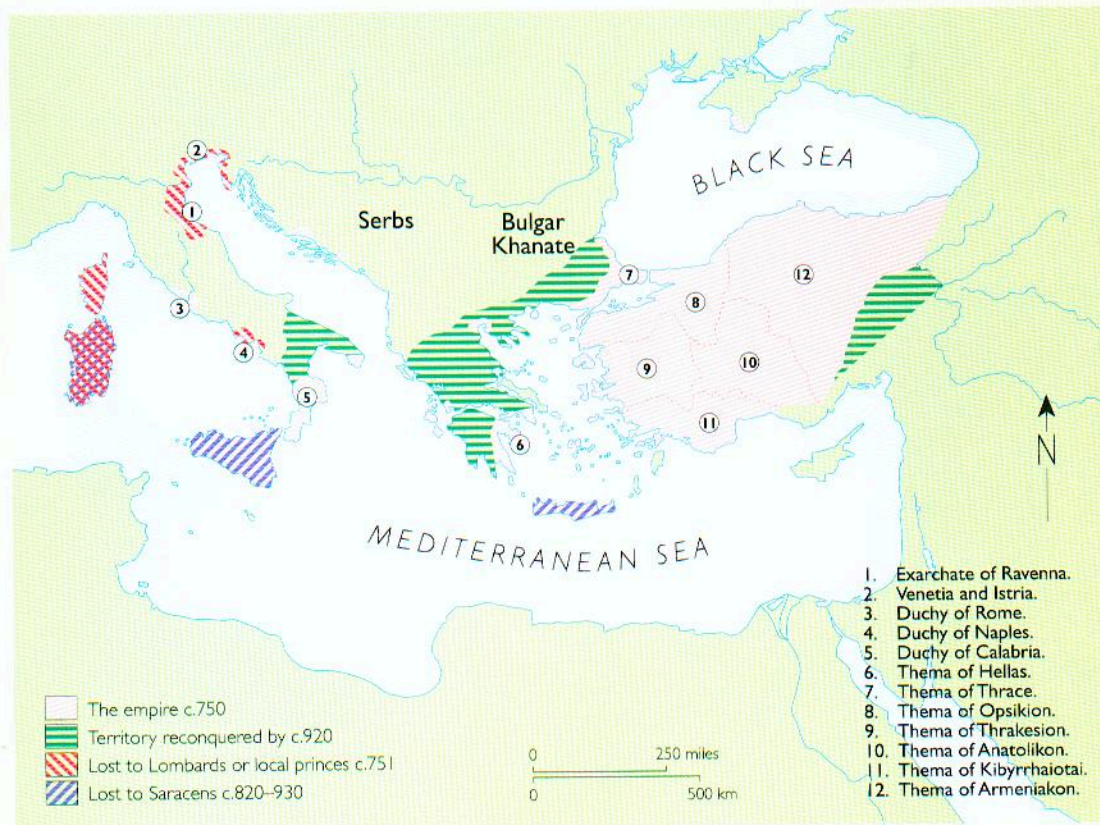 BLACK SEA
2
1
Serbs
Bulgar
Khanate
7
12
3
8
4
9
10
5
11
6
N
MEDITERRANEAN SEA
1. Exarchate of Ravenna.
2. Venetia and Istria.
3. Duchy of Rome.
4. Duchy of Naples.
5. Duchy of Calabria.
6. Thema of Hellas.
7. Thema of Thrace.
8. Thema of Opsikion.
9. Thema of Thrakesion.
10. Thema of Anatolikon.
11. Thema of Kibyrrhaiotai.
12. Thema of Armeniakon.
The empire c.750
Territory reconquered by c.920
Lost to Lombards or local princes c.751
Lost to Saracens c.820–930
0 250 miles
0 500 km